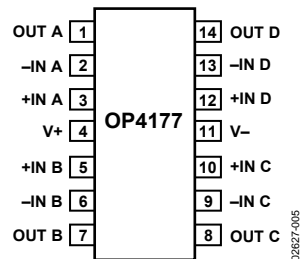 OUT A 1 14 OUT D
–IN A 2 13 –IN D
+IN A 3 12 +IN D
V+ 4 OP4177 11 V–
+IN B 5 10 +IN C
–IN B 6 9 –IN C
OUT B 7 8 OUT C
02627-005